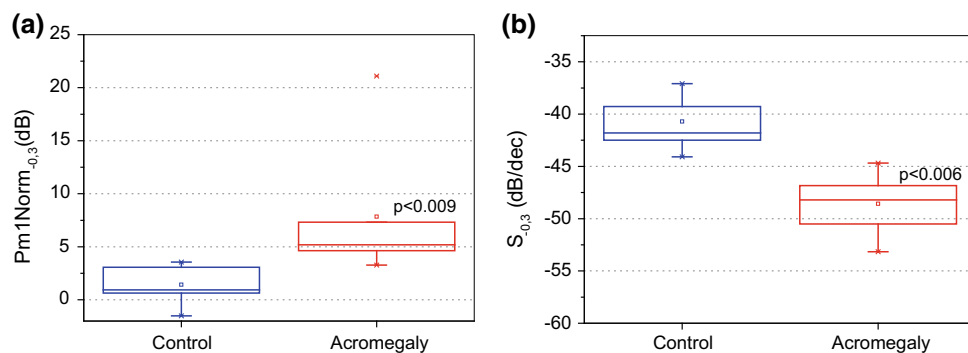 (a)
Pm1Norm-0,3(dB)
25
20
15
10
5
0
p<0.009
Control
Acromegaly
(b)
S-0,3 (dB/dec)
-35
-40
-45
-50
-55
-60
p<0.006
Control
Acromegaly